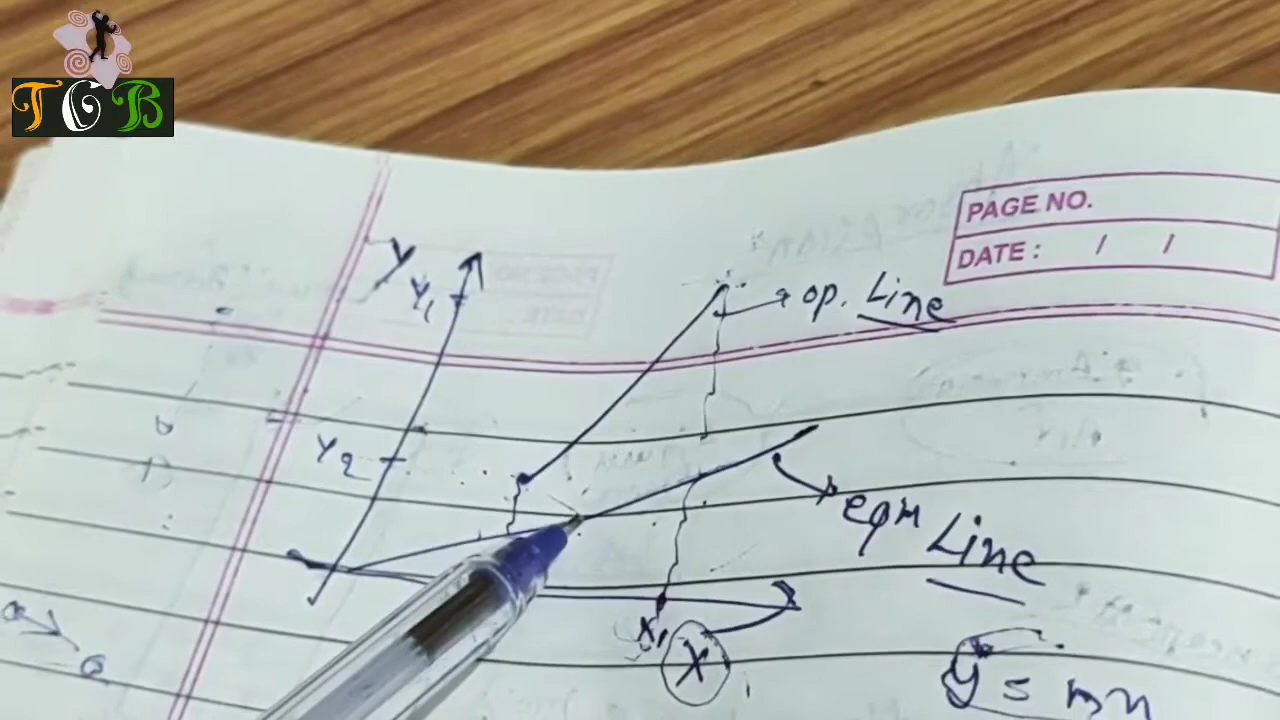 TGB
PAGE NO.
DATE : / /
Y
Y1
op. Line
Y2
eqm Line
X1
X
y = mx